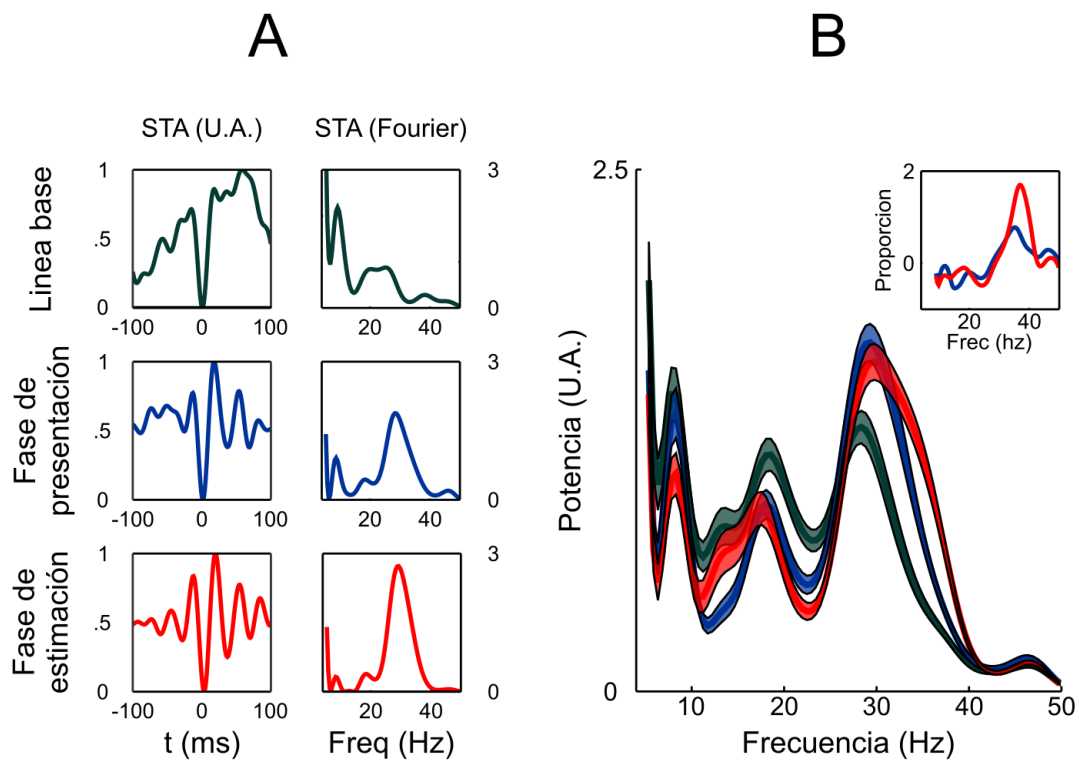 A
B
STA (U.A.)
STA (Fourier)
Linea base
1
.5
0
-100
0
100
3
0
20
40
Fase de
presentación
1
.5
0
-100
0
100
3
0
20
40
Fase de
estimación
1
.5
0
-100
0
100
t (ms)
3
0
20
40
Freq (Hz)
2.5
0
Potencia (U.A.)
10
20
30
40
50
Frecuencia (Hz)
2
0
Proporcion
20
40
Frec (hz)